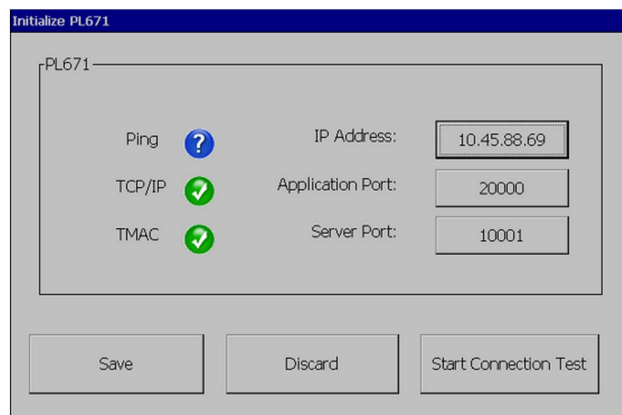 Initialize PL671
PL671
Ping ? IP Address: 10.45.88.69
TCP/IP Application Port: 20000
TMAC Server Port: 10001
Save Discard Start Connection Test